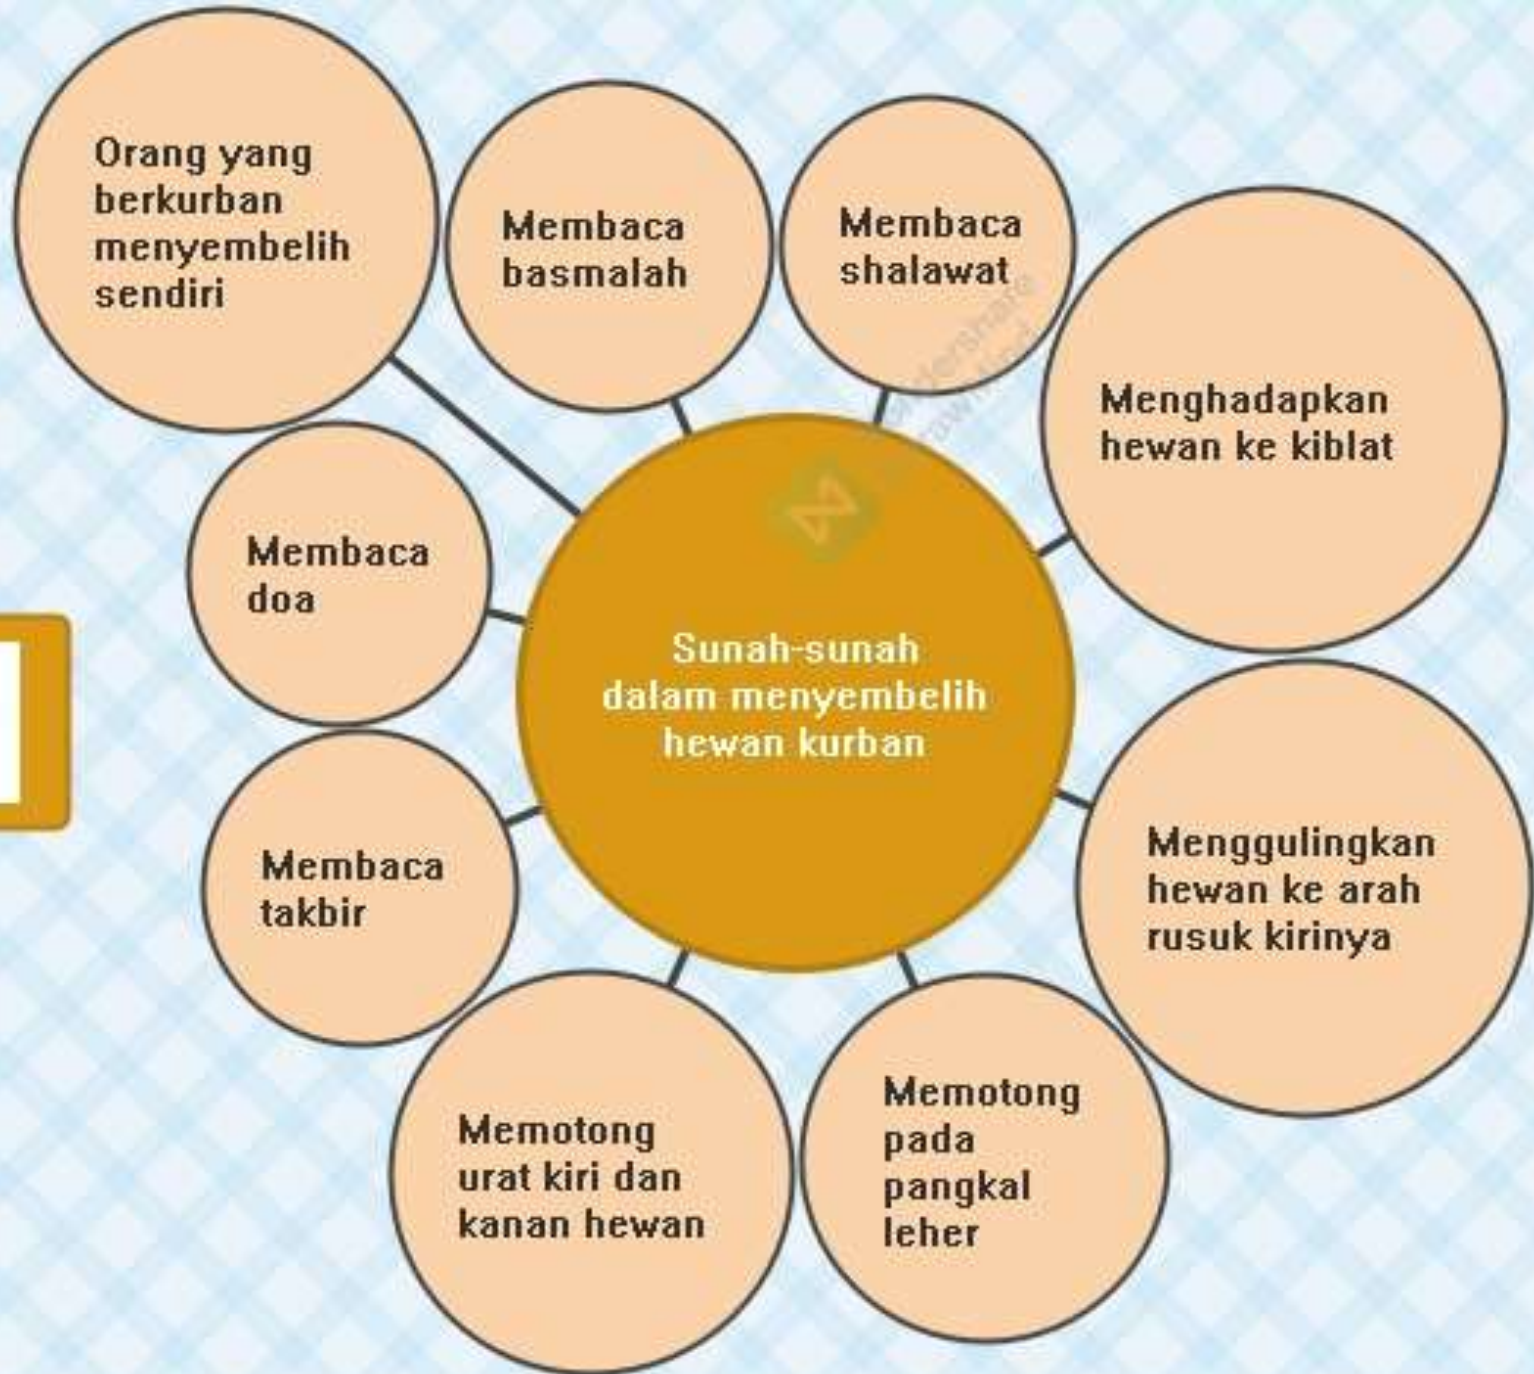 Orang yang
berkurban
menyembelih
sendiri
Membaca
basmalah
Membaca
shalawat
Menghadapkan
hewan ke kiblat
Membaca
doa
Sunah-sunah
dalam menyembelih
hewan kurban
Menggulingkan
hewan ke arah
rusuk kirinya
Membaca
takbir
Memotong
urat kiri dan
kanan hewan
Memotong
pada
pangkal
leher